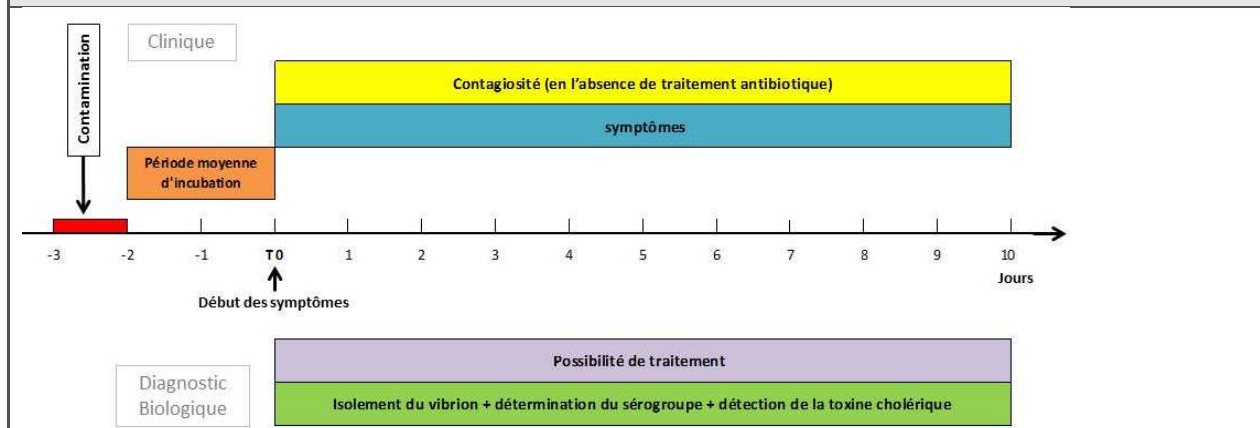 Clinique
Contamination
Contagiosité (en l'absence de traitement antibiotique)
symptômes
Période moyenne
d'incubation
-3 -2 -1 T0 1 2 3 4 5 6 7 8 9 10
Jours
Début des symptômes
Possibilité de traitement
Diagnostic
Biologique
Isolement du vibrion + détermination du sérogroupe + détection de la toxine cholérique